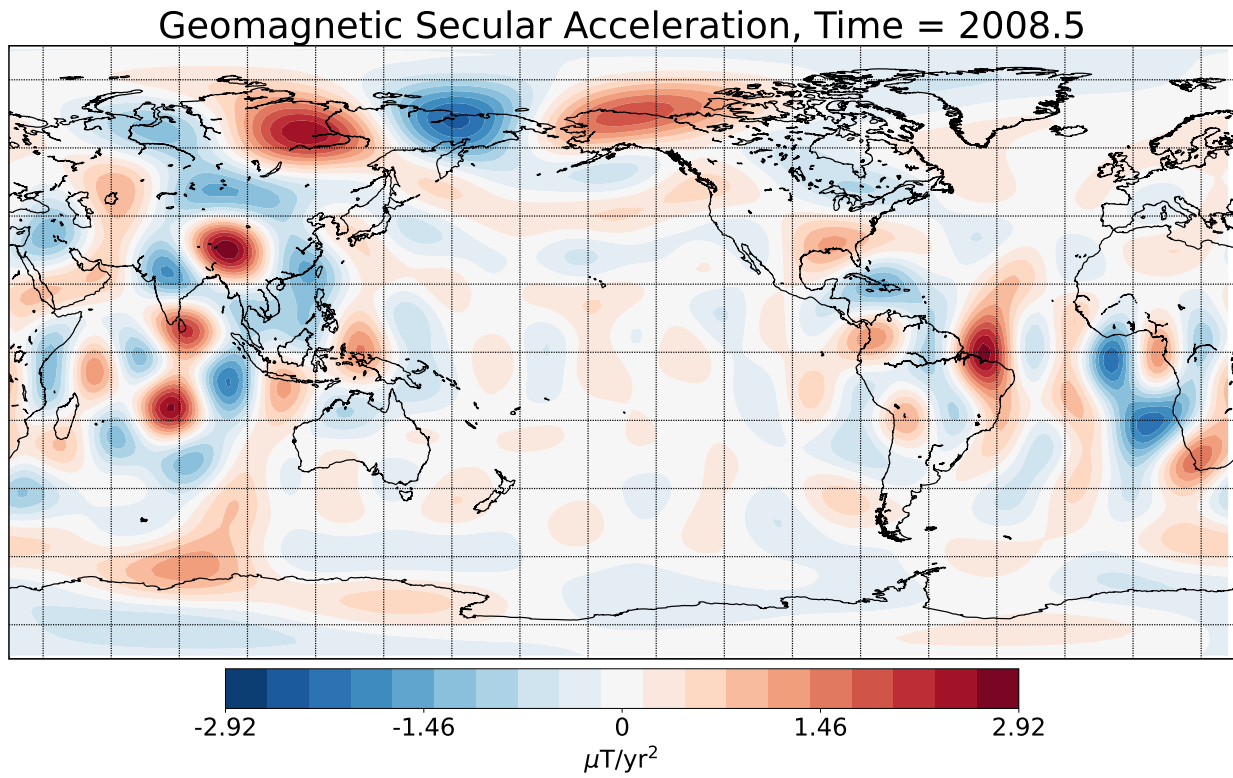 Geomagnetic Secular Acceleration, Time = 2008.5
-2.92 -1.46 0 1.46 2.92
μT/yr²